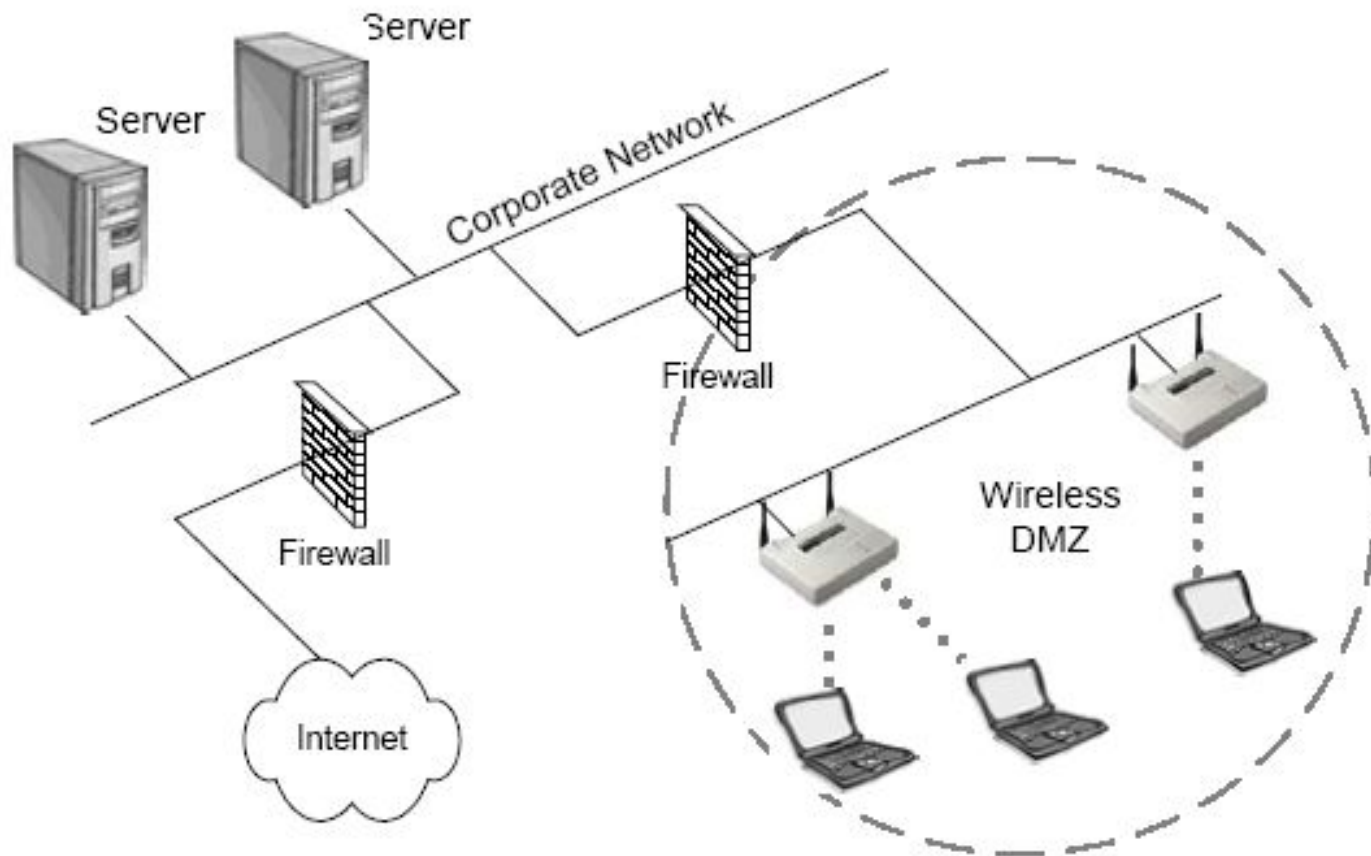 Server
Server
Corporate Network
Firewall
Firewall
Wireless
DMZ
Internet